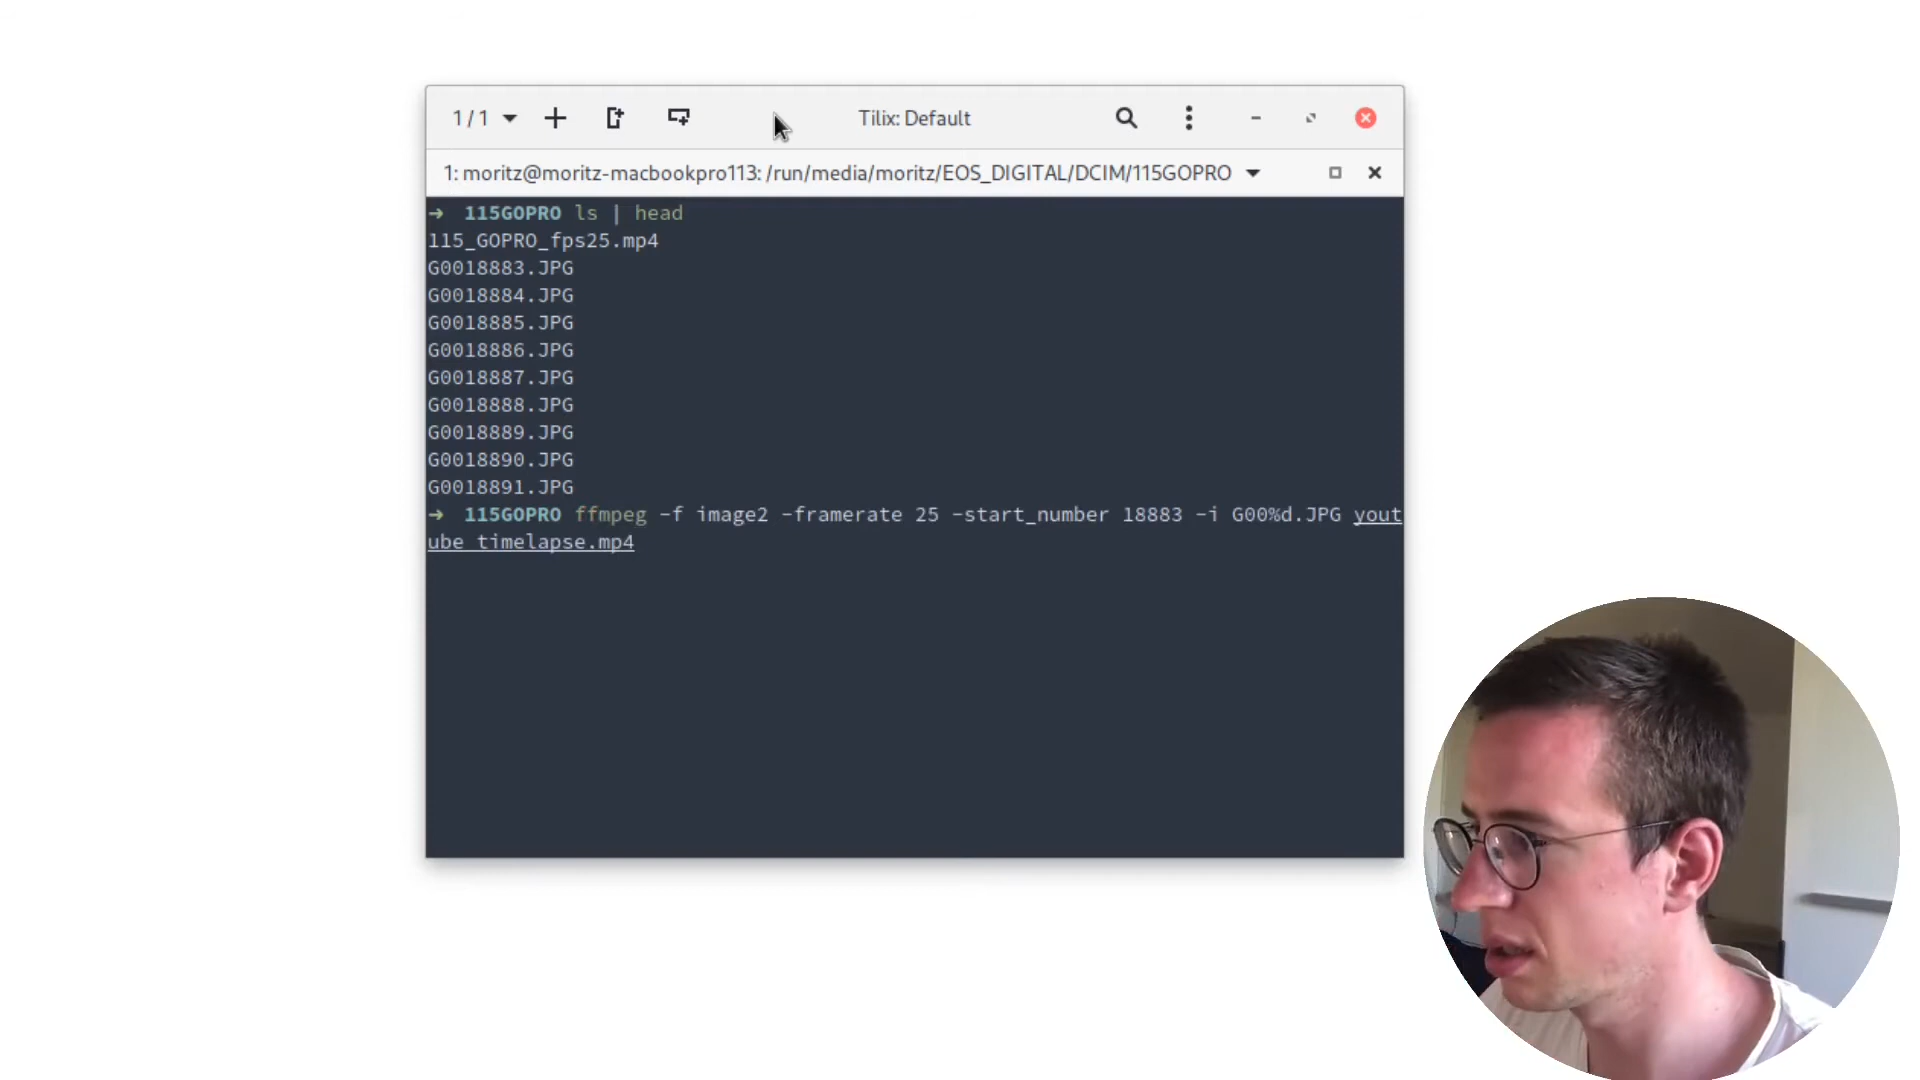 1 / 1
Tilix: Default
1: moritz@moritz-macbookpro113: /run/media/moritz/EOS_DIGITAL/DCIM/115GOPRO
➜ 115GOPRO ls | head
115_GOPRO_fps25.mp4
G0018883.JPG
G0018884.JPG
G0018885.JPG
G0018886.JPG
G0018887.JPG
G0018888.JPG
G0018889.JPG
G0018890.JPG
G0018891.JPG
➜ 115GOPRO ffmpeg -f image2 -framerate 25 -start_number 18883 -i G00%d.JPG yout
ube_timelapse.mp4